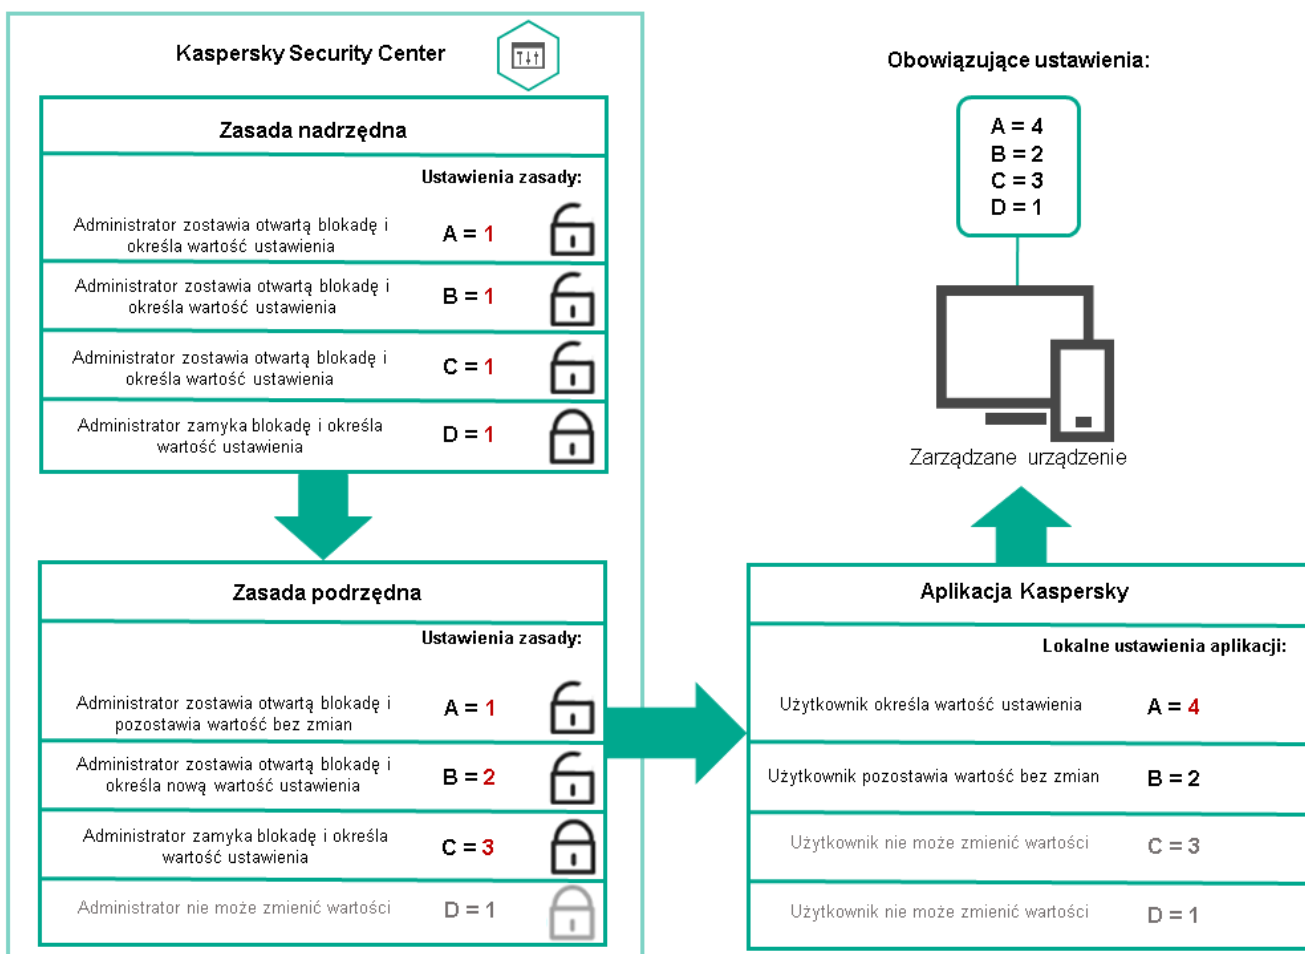 Kaspersky Security Center
Zasada nadrzędna
Ustawienia zasady:
Administrator zostawia otwartą blokadę i
określa wartość ustawienia
A = 1
Administrator zostawia otwartą blokadę i
określa wartość ustawienia
B = 1
Administrator zostawia otwartą blokadę i
określa wartość ustawienia
C = 1
Administrator zamyka blokadę i określa
wartość ustawienia
D = 1
Zasada podrzędna
Ustawienia zasady:
Administrator zostawia otwartą blokadę i
pozostawia wartość bez zmian
A = 1
Administrator zostawia otwartą blokadę i
określa nową wartość ustawienia
B = 2
Administrator zamyka blokadę i określa
wartość ustawienia
C = 3
Administrator nie może zmienić wartości
D = 1
Obowiązujące ustawienia:
A = 4
B = 2
C = 3
D = 1
Zarządzane urządzenie
Aplikacja Kaspersky
Lokalne ustawienia aplikacji:
Użytkownik określa wartość ustawienia
A = 4
Użytkownik pozostawia wartość bez zmian
B = 2
Użytkownik nie może zmienić wartości
C = 3
Użytkownik nie może zmienić wartości
D = 1